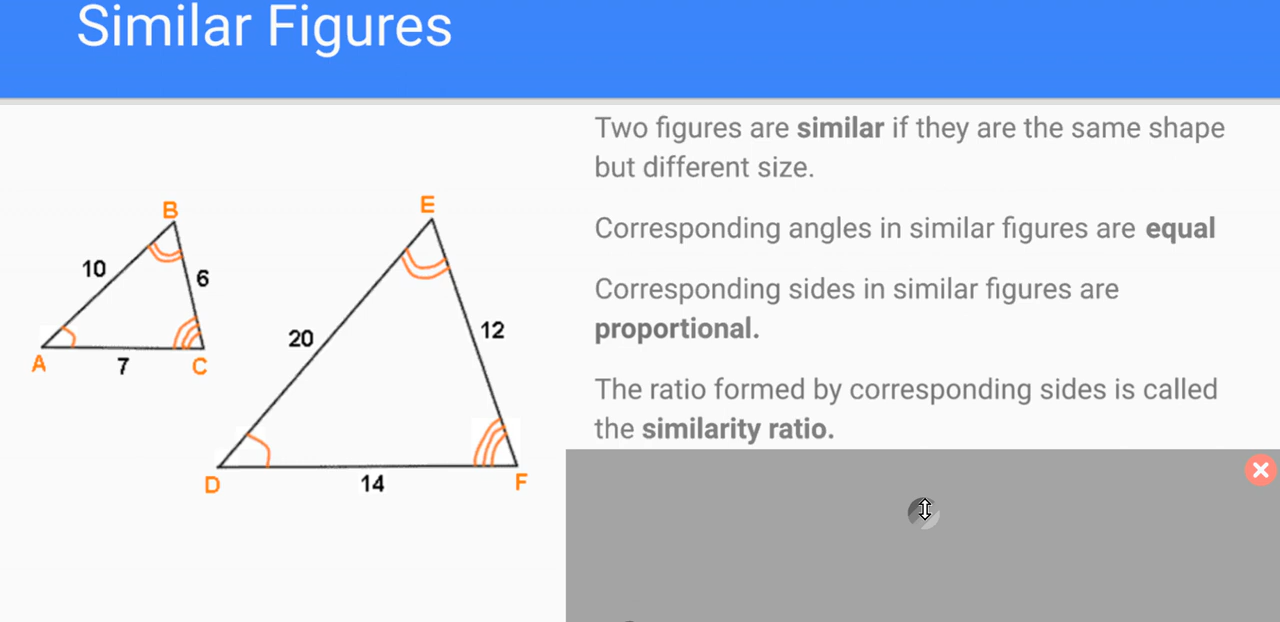 Similar Figures
Two figures are similar if they are the same shape
but different size.
Corresponding angles in similar figures are equal
Corresponding sides in similar figures are
proportional.
The ratio formed by corresponding sides is called
the similarity ratio.
B
10
6
A
7
C
E
20
12
D
14
F